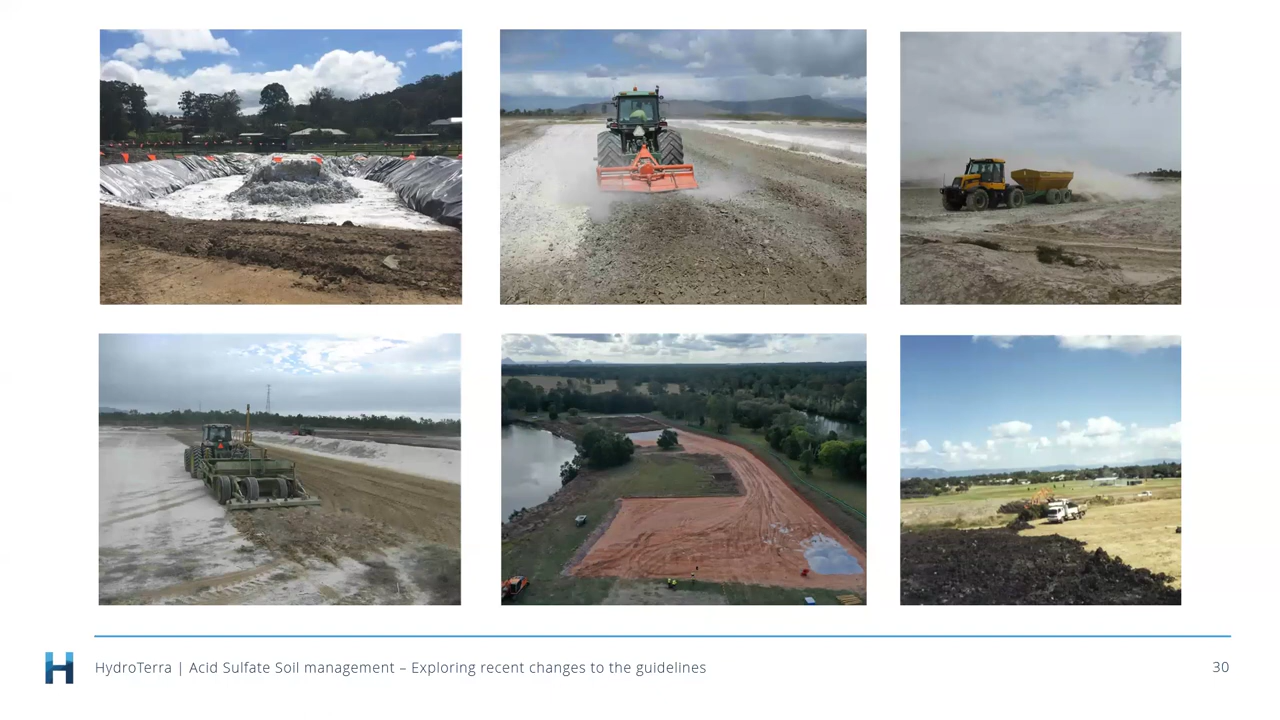 HydroTerra | Acid Sulfate Soil management – Exploring recent changes to the guidelines
30